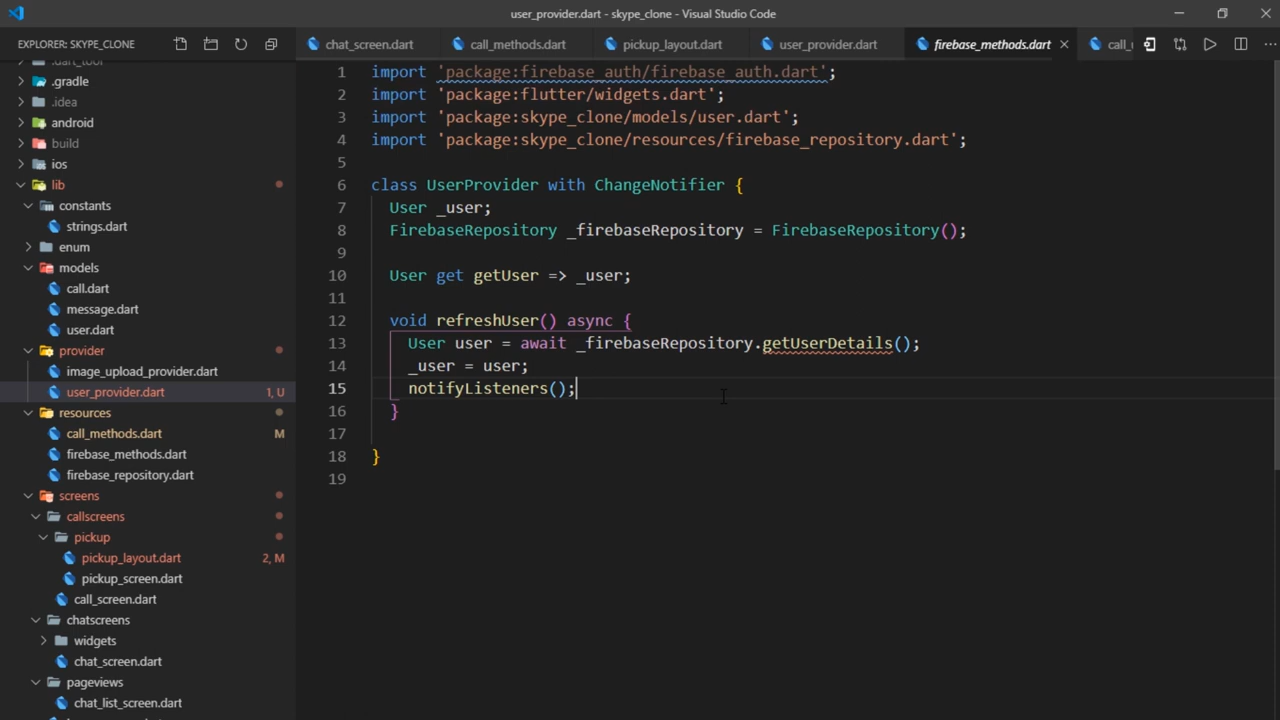 user_provider.dart - skype_clone - Visual Studio Code
EXPLORER: SKYPE_CLONE
chat_screen.dart
call_methods.dart
pickup_layout.dart
user_provider.dart
firebase_methods.dart
.dart_tool
.gradle
.idea
android
build
ios
lib
constants
strings.dart
enum
models
call.dart
message.dart
user.dart
provider
image_upload_provider.dart
user_provider.dart 1, U
resources
call_methods.dart M
firebase_methods.dart
firebase_repository.dart
screens
callscreens
pickup
pickup_layout.dart 2, M
pickup_screen.dart
call_screen.dart
chatscreens
widgets
chat_screen.dart
pageviews
chat_list_screen.dart
1 import 'package:firebase_auth/firebase_auth.dart';
2 import 'package:flutter/widgets.dart';
3 import 'package:skype_clone/models/user.dart';
4 import 'package:skype_clone/resources/firebase_repository.dart';
5
6 class UserProvider with ChangeNotifier {
7 User _user;
8 FirebaseRepository _firebaseRepository = FirebaseRepository();
9
10 User get getUser => _user;
11
12 void refreshUser() async {
13 User user = await _firebaseRepository.getUserDetails();
14 _user = user;
15 notifyListeners();
16 }
17
18 }
19